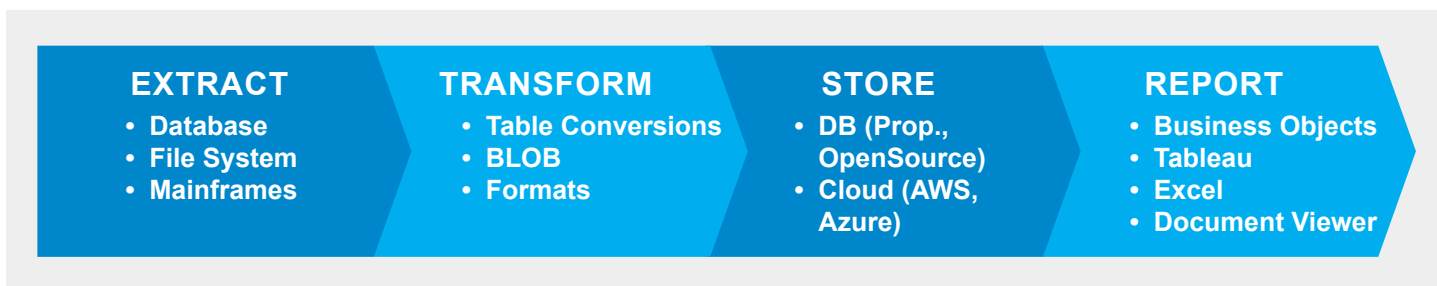 EXTRACT
• Database
• File System
• Mainframes
TRANSFORM
• Table Conversions
• BLOB
• Formats
STORE
• DB (Prop.,
OpenSource)
• Cloud (AWS,
Azure)
REPORT
• Business Objects
• Tableau
• Excel
• Document Viewer